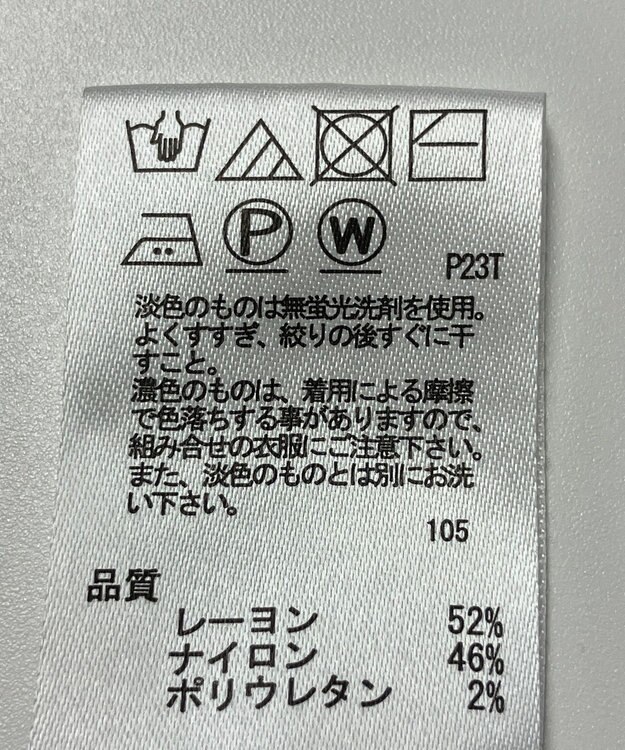 P W
P23T
淡色のものは無蛍光洗剤を使用。
よくすすぎ、絞りの後すぐに干
すこと。
濃色のものは、着用による摩擦
で色落ちする事がありますので、
組み合せの衣服にご注意下さい。
また、淡色のものとは別にお洗
い下さい。
105
品質
レーヨン 52%
ナイロン 46%
ポリウレタン 2%